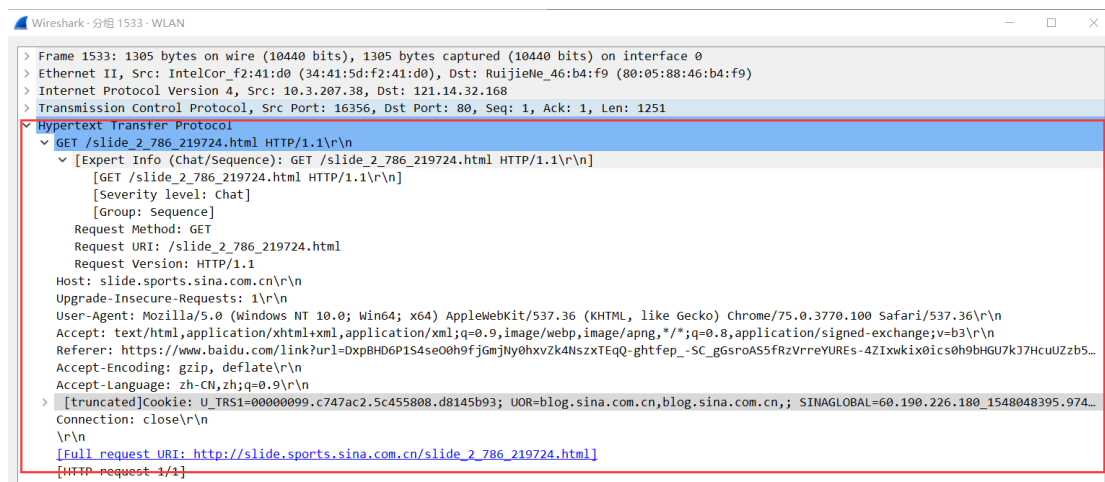 Wireshark · 分组 1533 · WLAN
Frame 1533: 1305 bytes on wire (10440 bits), 1305 bytes captured (10440 bits) on interface 0
Ethernet II, Src: IntelCor_f2:41:d0 (34:41:5d:f2:41:d0), Dst: RuijieNe_46:b4:f9 (80:05:88:46:b4:f9)
Internet Protocol Version 4, Src: 10.3.207.38, Dst: 121.14.32.168
Transmission Control Protocol, Src Port: 16356, Dst Port: 80, Seq: 1, Ack: 1, Len: 1251
Hypertext Transfer Protocol
GET /slide_2_786_219724.html HTTP/1.1\r\n
[Expert Info (Chat/Sequence): GET /slide_2_786_219724.html HTTP/1.1\r\n]
[GET /slide_2_786_219724.html HTTP/1.1\r\n]
[Severity level: Chat]
[Group: Sequence]
Request Method: GET
Request URI: /slide_2_786_219724.html
Request Version: HTTP/1.1
Host: slide.sports.sina.com.cn\r\n
Upgrade-Insecure-Requests: 1\r\n
User-Agent: Mozilla/5.0 (Windows NT 10.0; Win64; x64) AppleWebKit/537.36 (KHTML, like Gecko) Chrome/75.0.3770.100 Safari/537.36\r\n
Accept: text/html,application/xhtml+xml,application/xml;q=0.9,image/webp,image/apng,*/*;q=0.8,application/signed-exchange;v=b3\r\n
Referer: https://www.baidu.com/link?url=DxpBHD6P1S4seO0h9fjGmjNy0hxvZk4NszxTEqQ-ghtfep_-SC_gGsroAS5fRzVrreYUREs-4ZIxwkix0ics0h9bHGU7kJ7HcuUZzb5…
Accept-Encoding: gzip, deflate\r\n
Accept-Language: zh-CN,zh;q=0.9\r\n
[truncated]Cookie: U_TRS1=00000099.c747ac2.5c455808.d8145b93; UOR=blog.sina.com.cn,blog.sina.com.cn,; SINAGLOBAL=60.190.226.180_1548048395.974…
Connection: close\r\n
\r\n
[Full request URI: http://slide.sports.sina.com.cn/slide_2_786_219724.html]
[HTTP request 1/1]